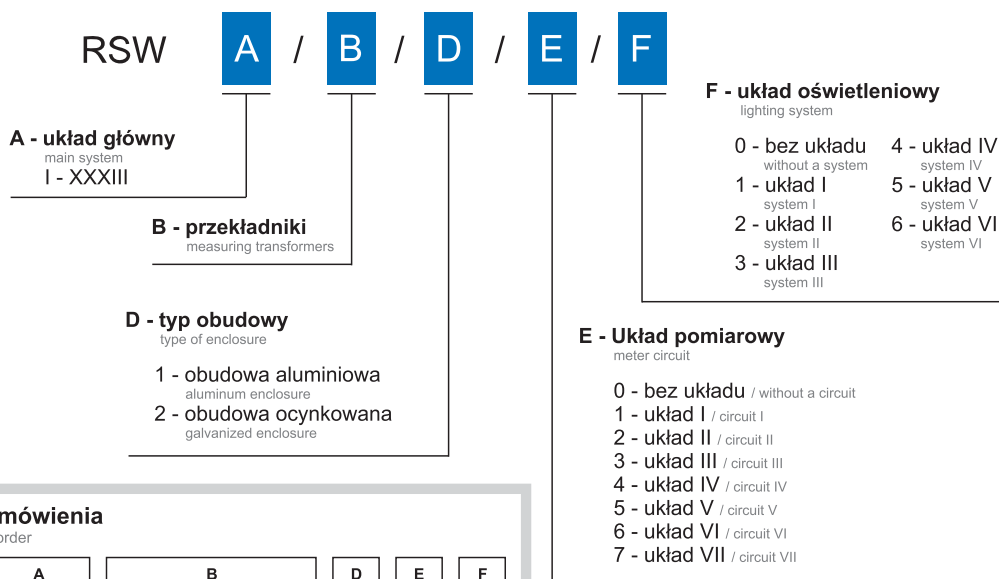 RSW A / B / D / E / F
A - układ główny
main system
I - XXXIII
B - przekładniki
measuring transformers
D - typ obudowy
type of enclosure
1 - obudowa aluminiowa
aluminum enclosure
2 - obudowa ocynkowana
galvanized enclosure
F - układ oświetleniowy
lighting system
0 - bez układu
without a system
1 - układ I
system I
2 - układ II
system II
3 - układ III
system III
4 - układ IV
system IV
5 - układ V
system V
6 - układ VI
system VI
E - Układ pomiarowy
meter circuit
0 - bez układu / without a circuit
1 - układ I / circuit I
2 - układ II / circuit II
3 - układ III / circuit III
4 - układ IV / circuit IV
5 - układ V / circuit V
6 - układ VI / circuit VI
7 - układ VII / circuit VII
mówienia
order
A B D E F